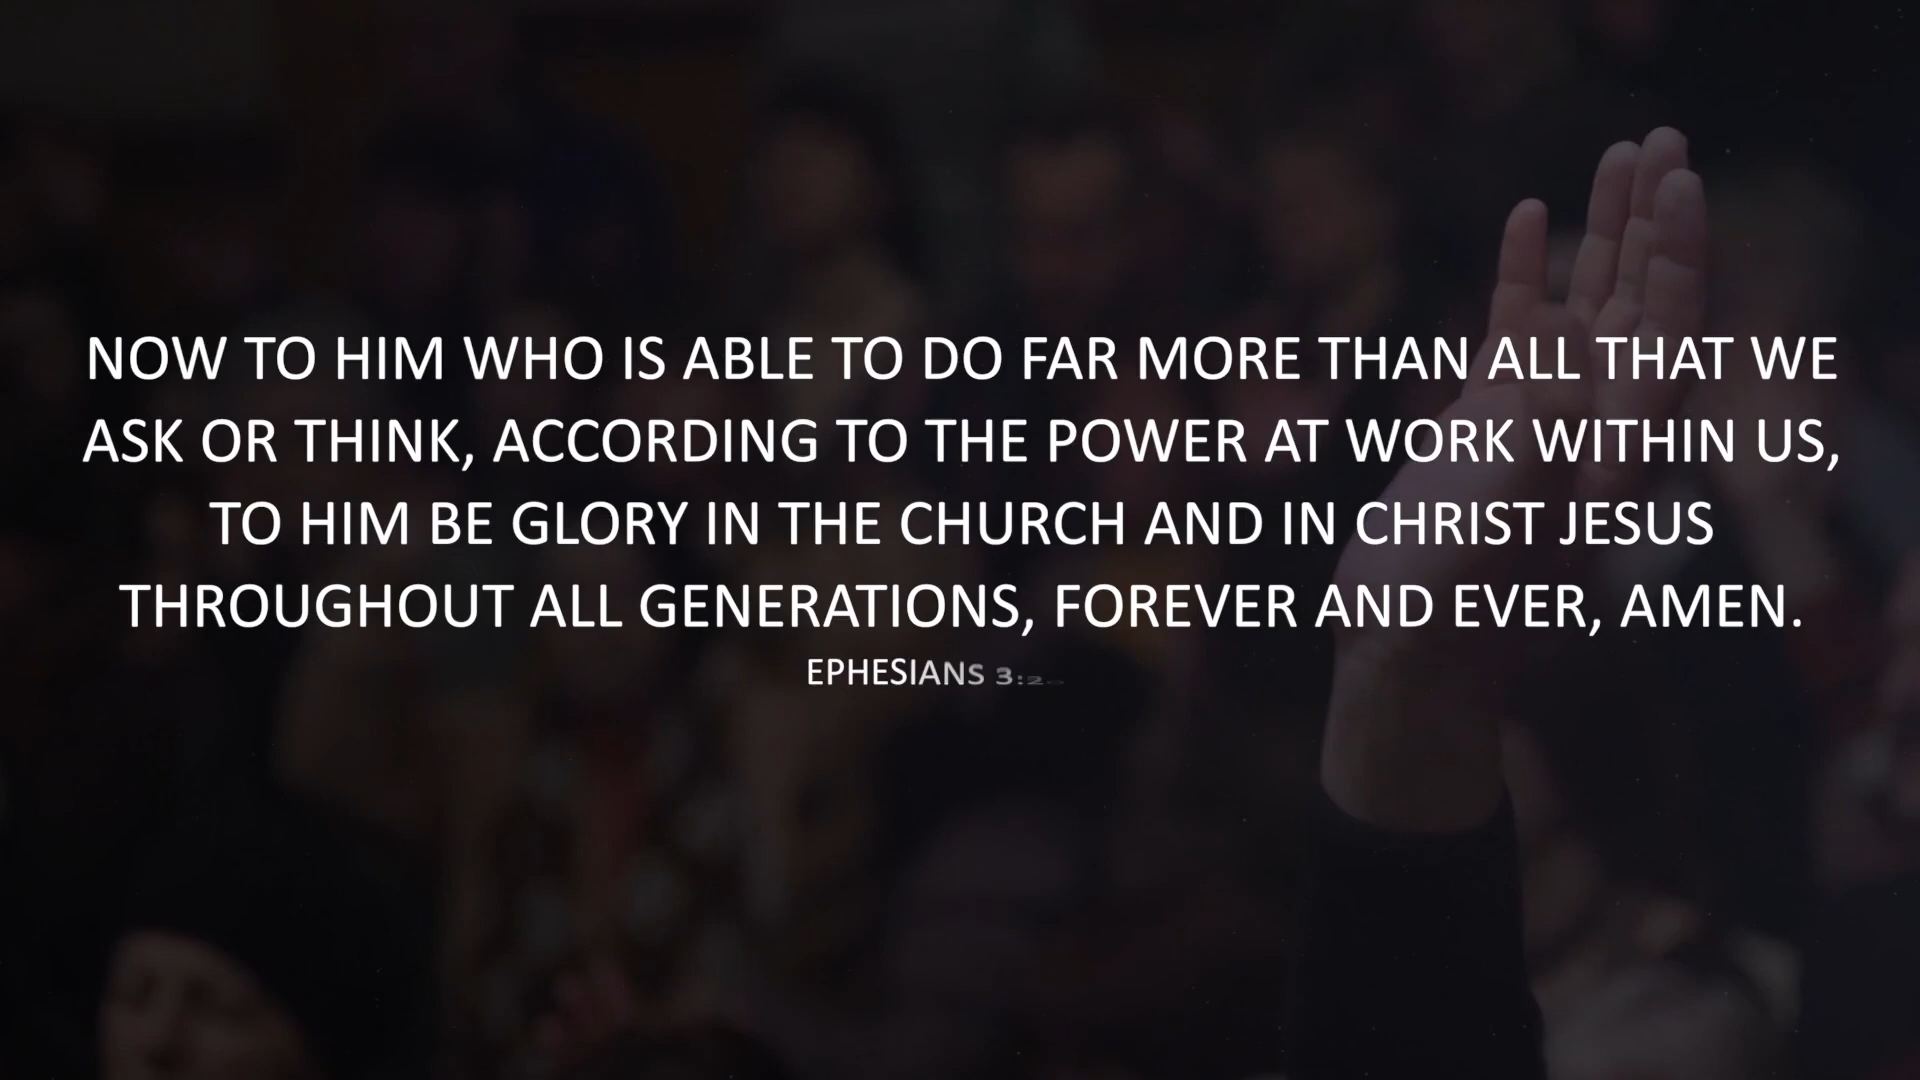 NOW TO HIM WHO IS ABLE TO DO FAR MORE THAN ALL THAT WE
ASK OR THINK, ACCORDING TO THE POWER AT WORK WITHIN US,
TO HIM BE GLORY IN THE CHURCH AND IN CHRIST JESUS
THROUGHOUT ALL GENERATIONS, FOREVER AND EVER, AMEN.
EPHESIANS